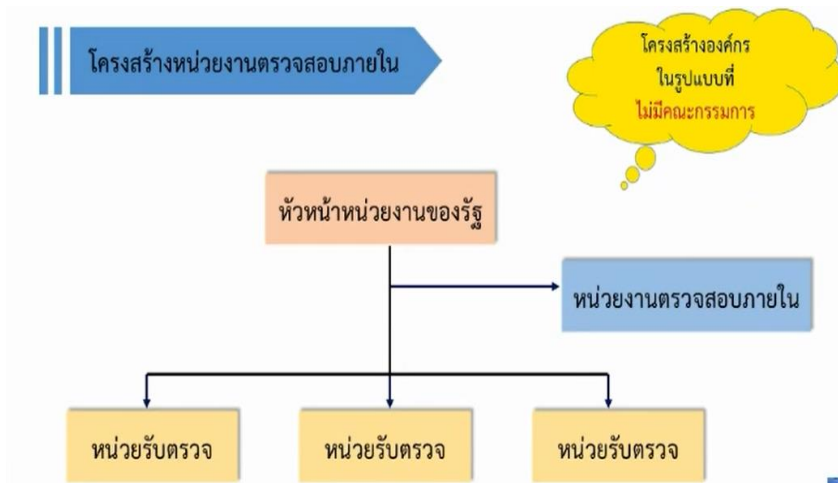 โครงสร้างหน่วยงานตรวจสอบภายใน
โครงสร้างองค์กร
ในรูปแบบที่
ไม่มีคณะกรรมการ
หัวหน้าหน่วยงานของรัฐ
หน่วยงานตรวจสอบภายใน
หน่วยรับตรวจ
หน่วยรับตรวจ
หน่วยรับตรวจ